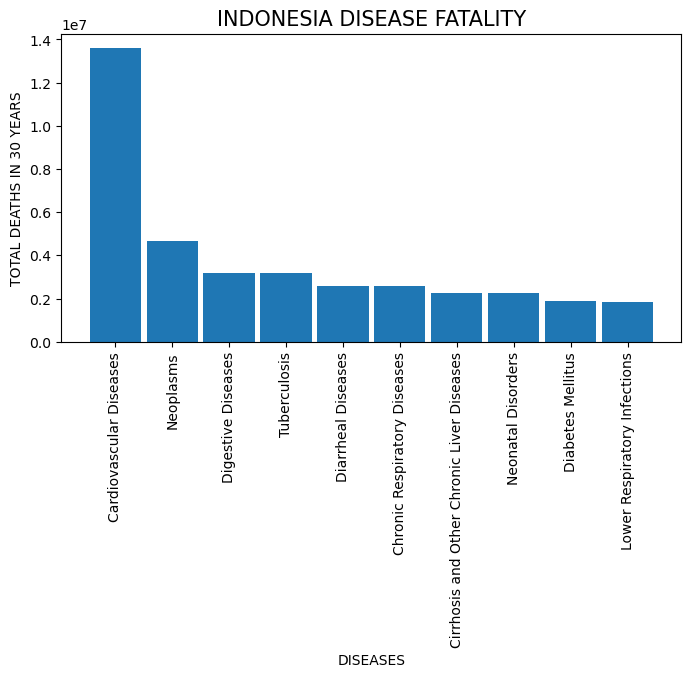 INDONESIA DISEASE FATALITY
1e7
1.4
1.2
1.0
0.8
0.6
0.4
0.2
0.0
TOTAL DEATHS IN 30 YEARS
Cardiovascular Diseases
Neoplasms
Digestive Diseases
Tuberculosis
Diarrheal Diseases
Chronic Respiratory Diseases
Cirrhosis and Other Chronic Liver Diseases
Neonatal Disorders
Diabetes Mellitus
Lower Respiratory Infections
DISEASES